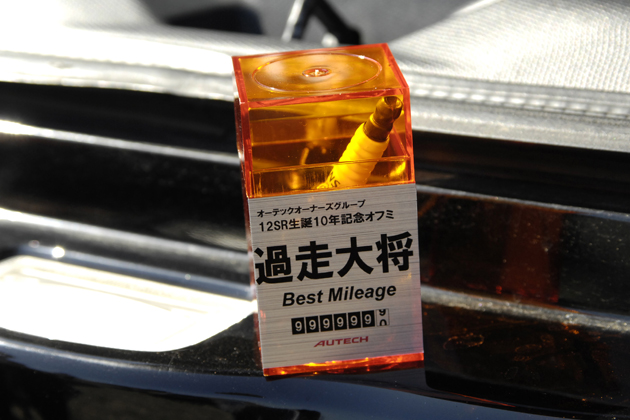 オーテックオーナーズグループ
12SR生誕10年記念オフミ
過走大将
Best Mileage
999999
AUTECH